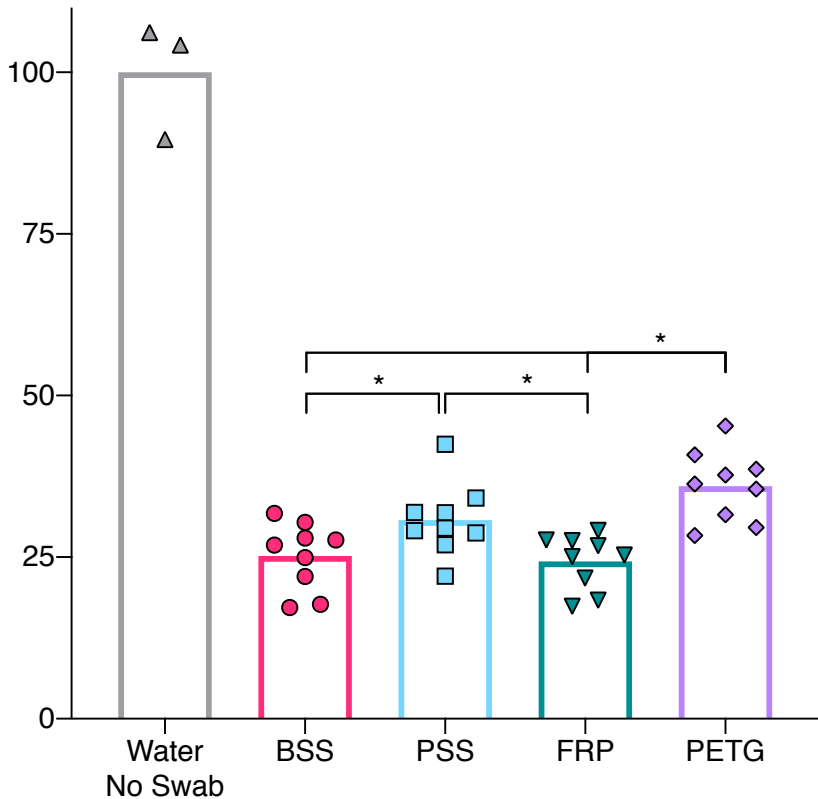 100
75
50
25
0
*
*
*
Water
No Swab
BSS
PSS
FRP
PETG